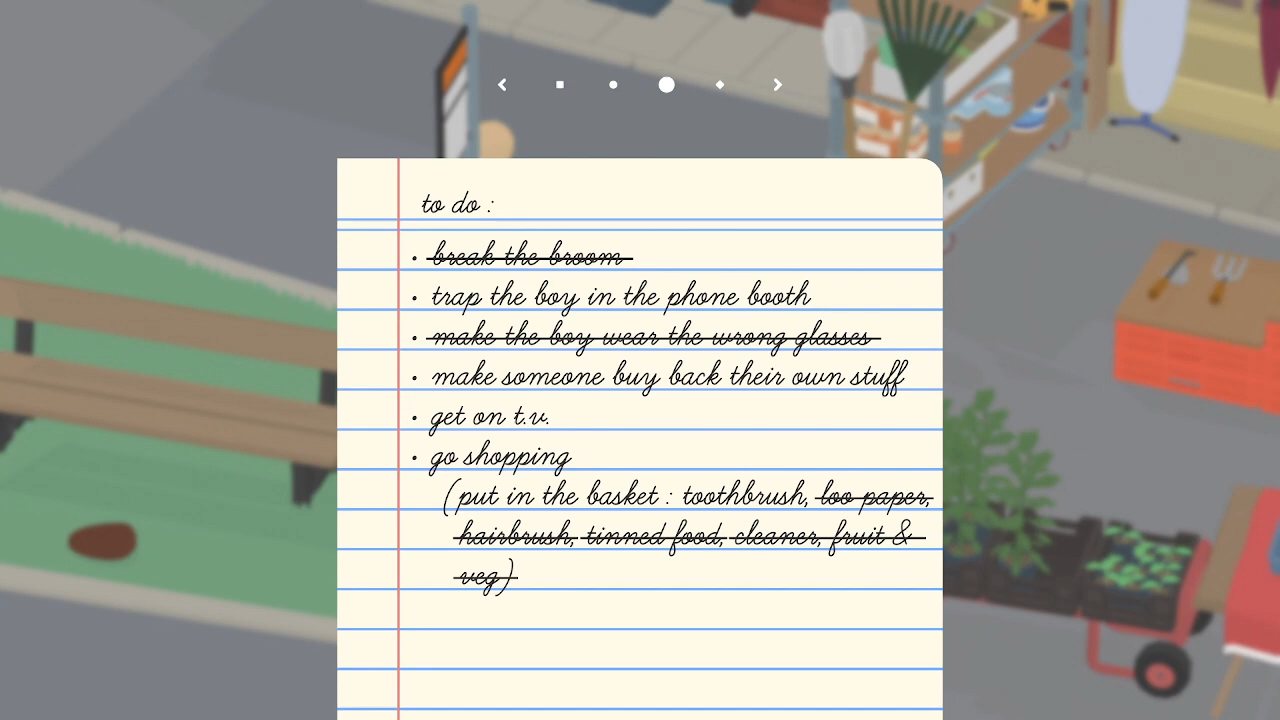 to do :
• break the broom
• trap the boy in the phone booth
• make the boy wear the wrong glasses
• make someone buy back their own stuff
• get on t.v.
• go shopping
(put in the basket : toothbrush, loo paper,
hairbrush, tinned food, cleaner, fruit &
veg)